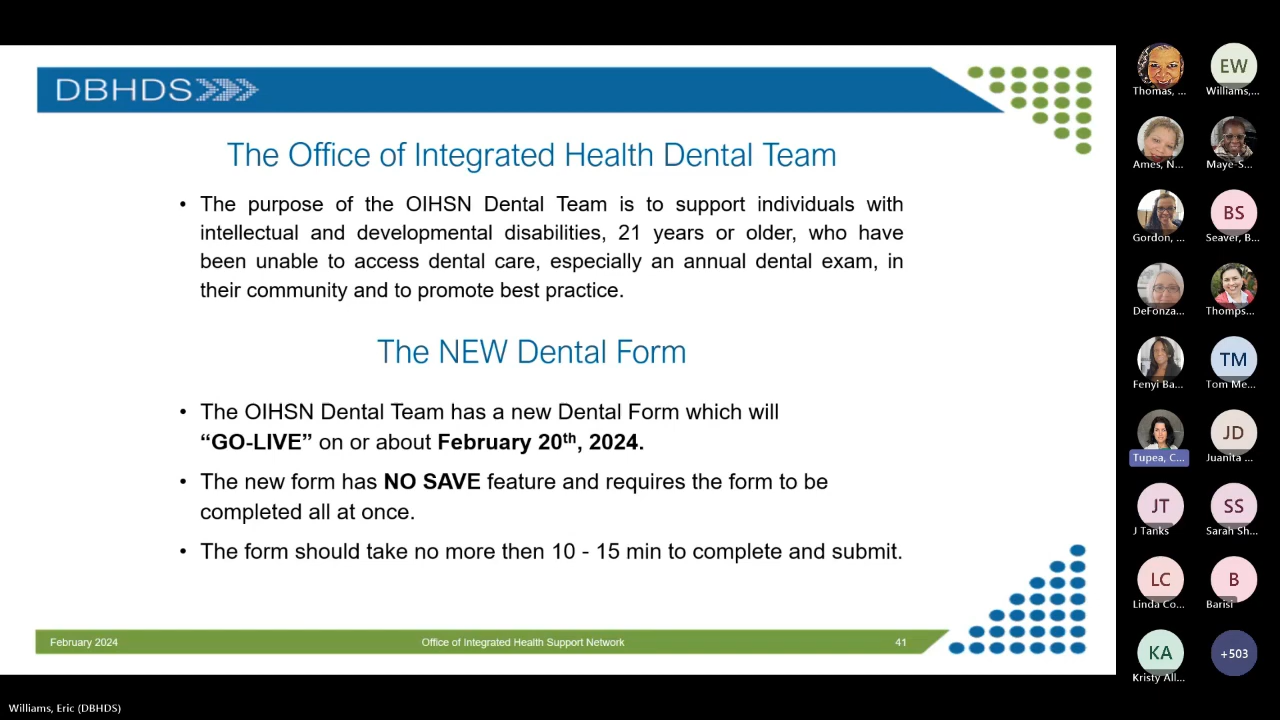 DBHDS
The Office of Integrated Health Dental Team
• The purpose of the OIHSN Dental Team is to support individuals with
intellectual and developmental disabilities, 21 years or older, who have
been unable to access dental care, especially an annual dental exam, in
their community and to promote best practice.
The NEW Dental Form
• The OIHSN Dental Team has a new Dental Form which will
“GO-LIVE” on or about February 20th, 2024.
• The new form has NO SAVE feature and requires the form to be
completed all at once.
• The form should take no more then 10 - 15 min to complete and submit.
February 2024
Office of Integrated Health Support Network
41
Thomas, ...
EW
Williams,...
Ames, N...
Maye-S...
Gordon, ...
BS
Seaver, B...
DeFonza...
Thomps...
Fenyi Ba...
TM
Tom Me...
Tupea, C...
JD
Juanita ...
JT
J Tanks
SS
Sarah Sh...
LC
Linda Co...
B
Barisi
KA
Kristy All...
+503
Williams, Eric (DBHDS)